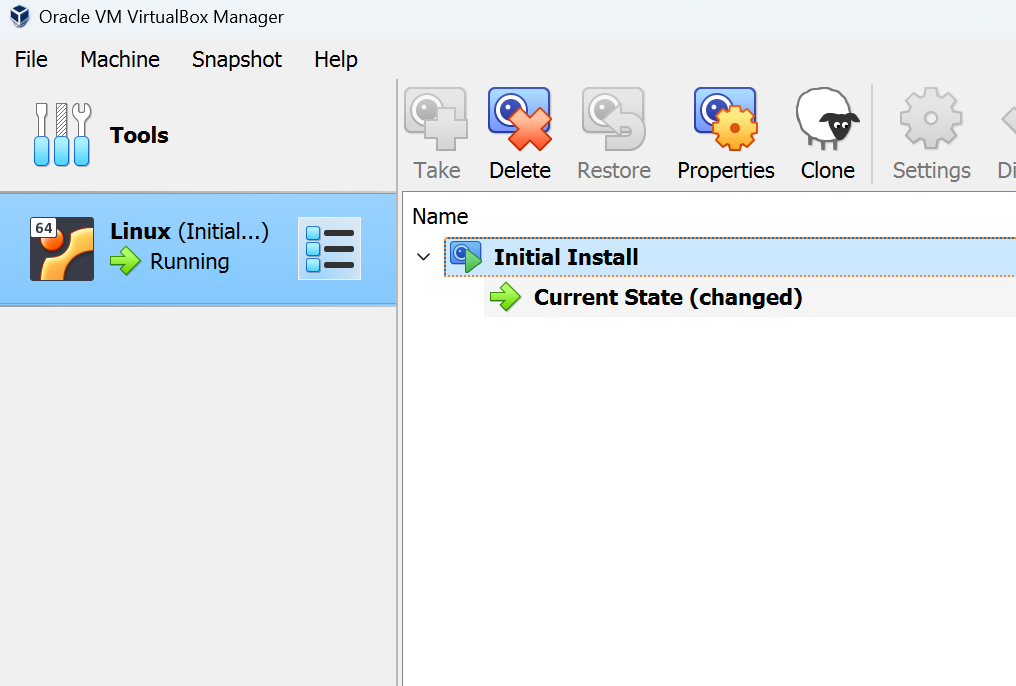 Oracle VM VirtualBox Manager
File Machine Snapshot Help
Tools
Take Delete Restore Properties Clone Settings Di
64
Linux (Initial...)
Running
Name
Initial Install
Current State (changed)